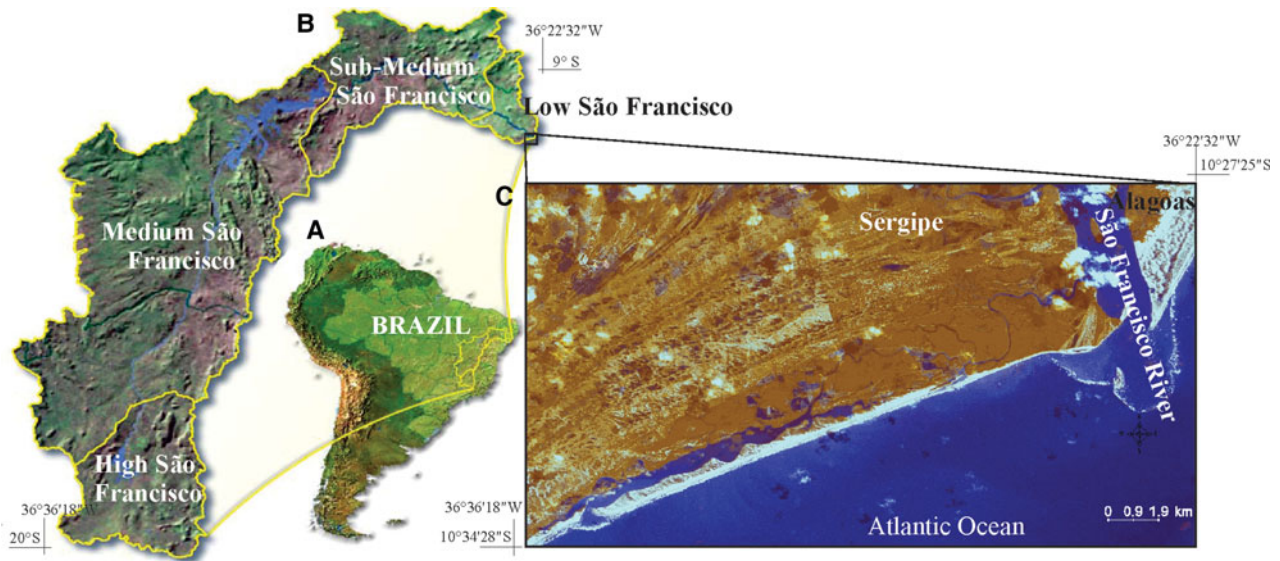 B
36°22'32"W
9° S
Sub-Medium
São Francisco
Low São Francisco
36°22'32"W
10°27'25"S
C
Alagoas
Sergipe
São Francisco River
Medium São
Francisco
A
BRAZIL
High São
Francisco
36°36'18"W
20°S
36°36'18"W
10°34'28"S
Atlantic Ocean
0 0.9 1.9 km